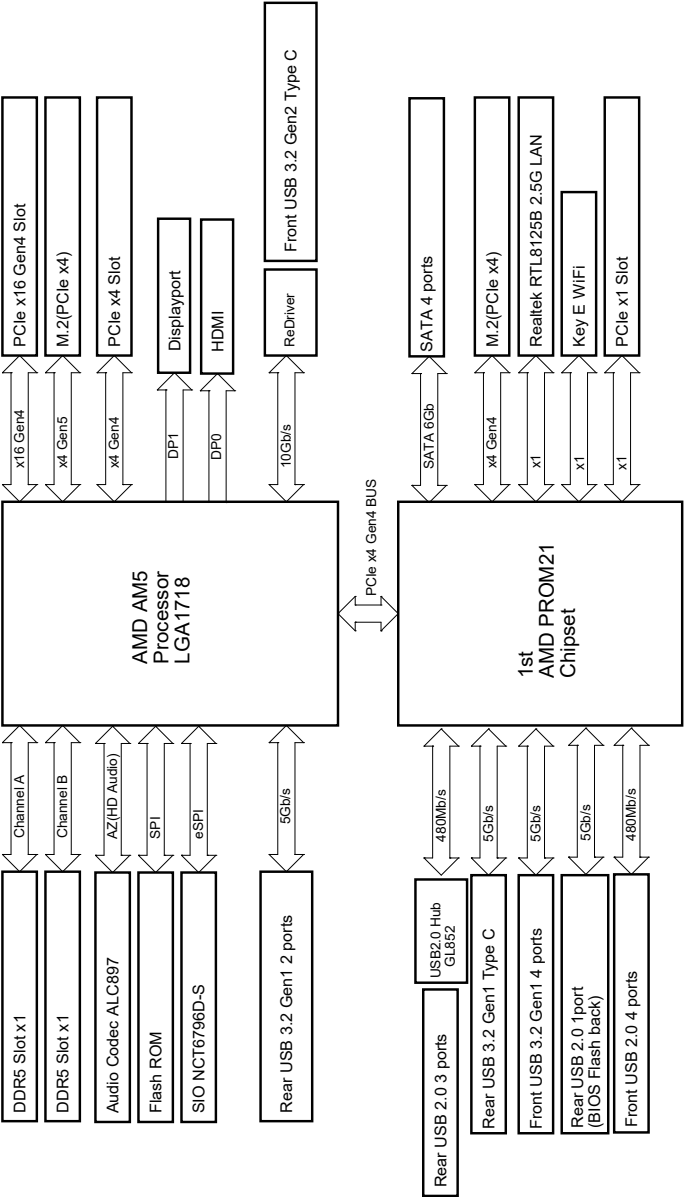 DDR5 Slot x1
Channel A
x16 Gen4
PCIe x16 Gen4 Slot
DDR5 Slot x1
Channel B
x4 Gen5
M.2(PCIe x4)
Audio Codec ALC897
AZ(HD Audio)
x4 Gen4
PCIe x4 Slot
AMD AM5
Processor
LGA1718
Flash ROM
SPI
DP1
Displayport
SIO NCT6796D-S
eSPI
DP0
HDMI
Rear USB 3.2 Gen1 2 ports
5Gb/s
10Gb/s
ReDriver
Front USB 3.2 Gen2 Type C
PCIe x4 Gen4 BUS
Rear USB 2.0 3 ports
USB2.0 Hub
GL852
480Mb/s
SATA 6Gb
SATA 4 ports
Rear USB 3.2 Gen1 Type C
5Gb/s
x4 Gen4
M.2(PCIe x4)
1st
AMD PROM21
Chipset
Front USB 3.2 Gen1 4 ports
5Gb/s
x1
Realtek RTL8125B 2.5G LAN
Rear USB 2.0 1port
(BIOS Flash back)
5Gb/s
x1
Key E WiFi
Front USB 2.0 4 ports
480Mb/s
x1
PCIe x1 Slot